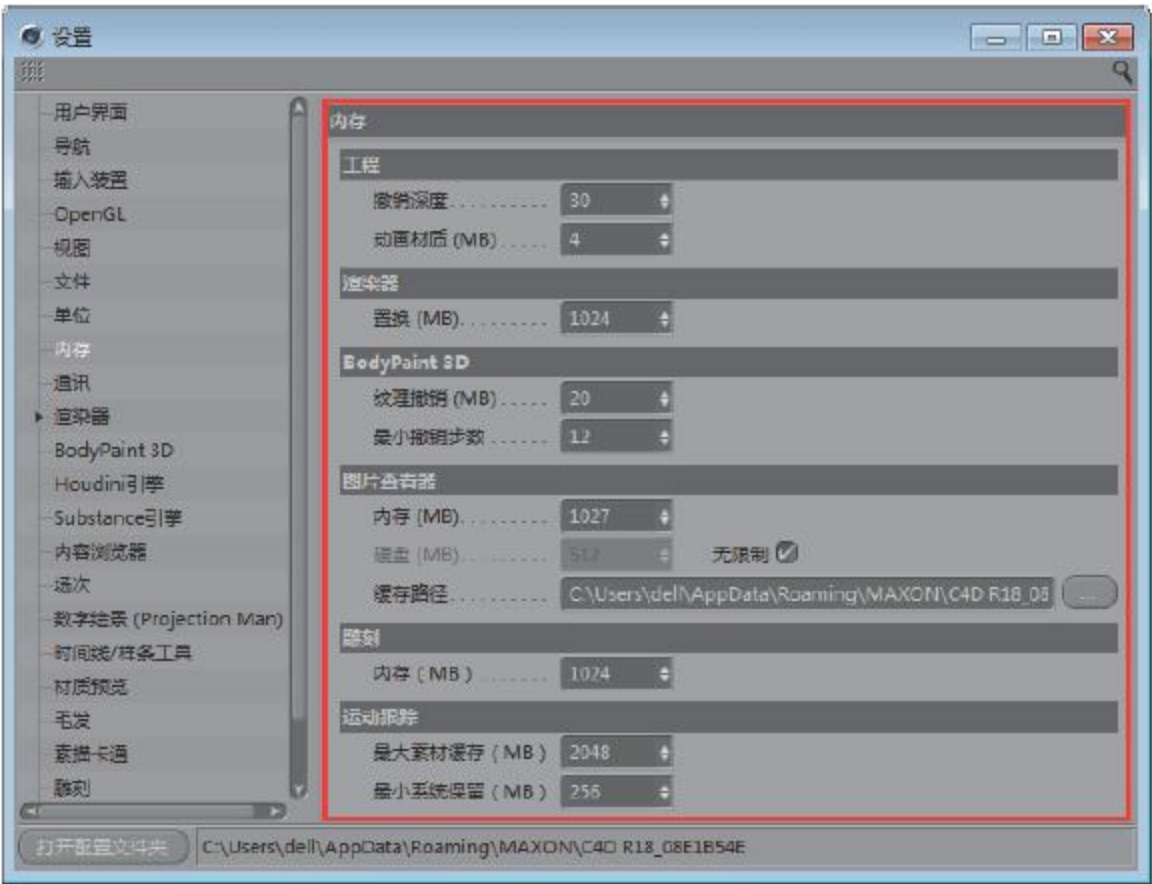 设置
用户界面
导航
输入装置
OpenGL
视图
文件
单位
内存
通讯
渲染器
BodyPaint 3D
Houdini引擎
Substance引擎
内容浏览器
场次
数字绘景 (Projection Man)
时间线/样条工具
材质预览
毛发
素描卡通
雕刻
内存
工程
撤销深度.......... 30
动画材质 (MB)..... 4
渲染器
置换 (MB)......... 1024
BodyPaint 3D
纹理撤销 (MB)..... 20
最小撤销步数 ...... 12
图片查看器
内存 (MB)......... 1027
硬盘 (MB)......... 512 无限制
缓存路径.......... C:\Users\dell\AppData\Roaming\MAXON\C4D R18_08 ...
雕刻
内存 ( MB ) ....... 1024
运动跟踪
最大素材缓存 ( MB ) 2048
最小系统保留 ( MB ) 256
打开配置文件夹 C:\Users\dell\AppData\Roaming\MAXON\C4D R18_08E1B54E